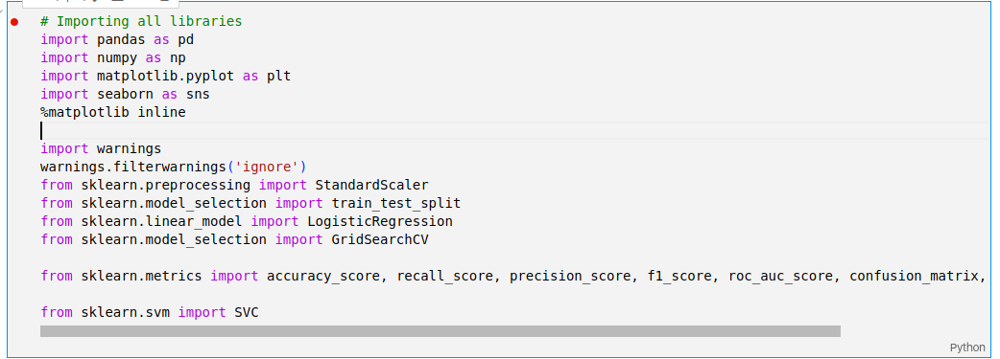 # Importing all libraries
import pandas as pd
import numpy as np
import matplotlib.pyplot as plt
import seaborn as sns
%matplotlib inline
import warnings
warnings.filterwarnings('ignore')
from sklearn.preprocessing import StandardScaler
from sklearn.model_selection import train_test_split
from sklearn.linear_model import LogisticRegression
from sklearn.model_selection import GridSearchCV
from sklearn.metrics import accuracy_score, recall_score, precision_score, f1_score, roc_auc_score, confusion_matrix,
from sklearn.svm import SVC
Python